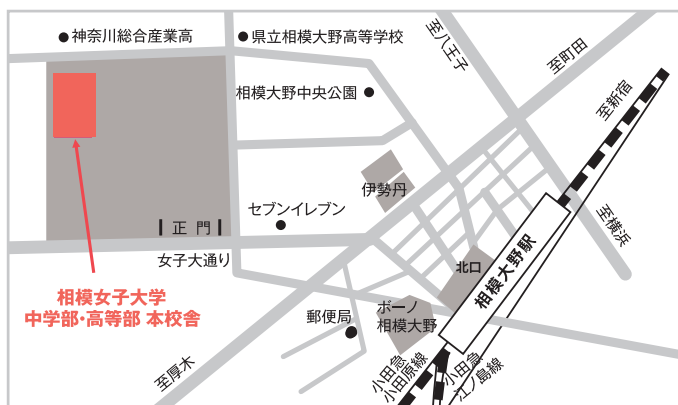 神奈川総合産業高
県立相模大野高等学校
至八王子
至町田
相模大野中央公園
至新宿
伊勢丹
セブンイレブン
正門
女子大通り
至横浜
北口
相模大野駅
相模女子大学
中学部・高等部 本校舎
郵便局
ボーノ
相模大野
至厚木
小田急
小田原線
小田急
江ノ島線